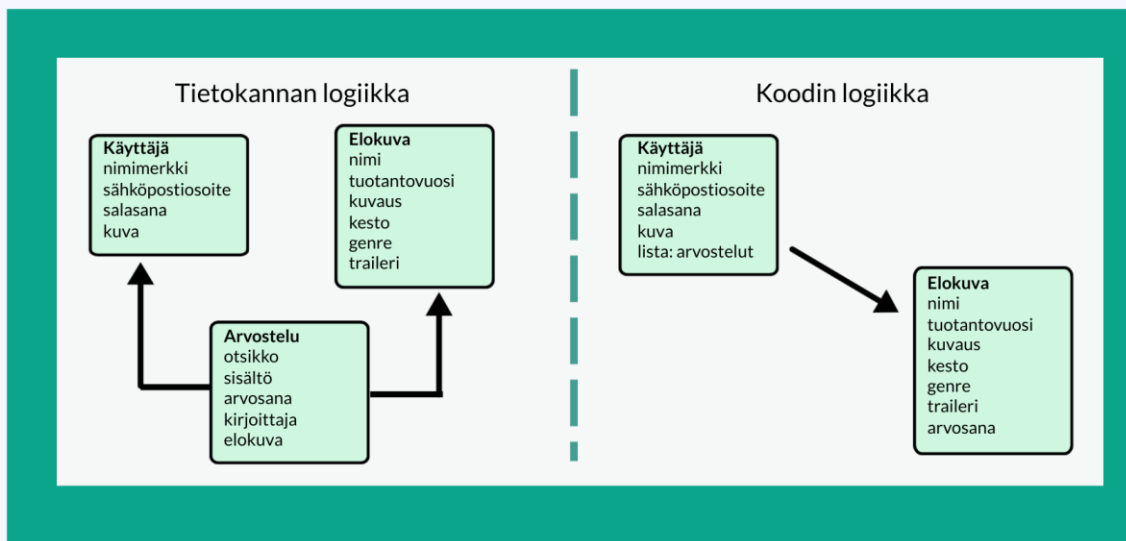 Tietokannan logiikka
Käyttäjä
nimimerkki
sähköpostiosoite
salasana
kuva
Elokuva
nimi
tuotantovuosi
kuvaus
kesto
genre
traileri
Arvostelu
otsikko
sisältö
arvosana
kirjoittaja
elokuva
Koodin logiikka
Käyttäjä
nimimerkki
sähköpostiosoite
salasana
kuva
lista: arvostelut
Elokuva
nimi
tuotantovuosi
kuvaus
kesto
genre
traileri
arvosana